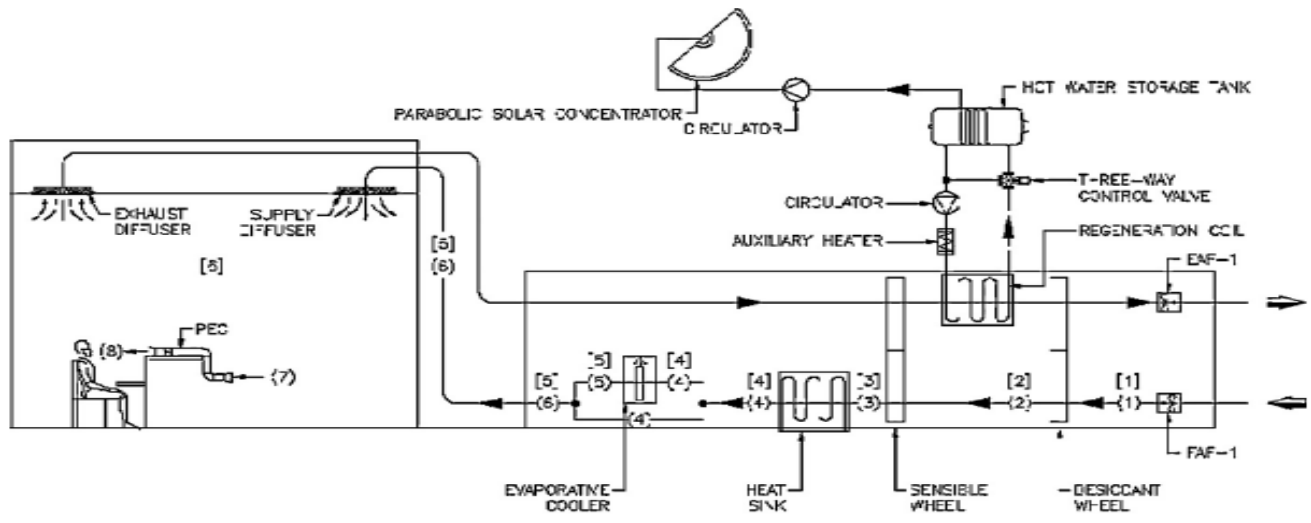 HOT WATER STORAGE TANK
PARABOLIC SOLAR CONCENTRATOR
CIRCULATOR
T-REE-WAY
CONTROL VALVE
CIRCULATOR
EXHAUST
DIFFUSER
SUPPLY
DIFFUSER
AUXILIARY HEATER
REGENERATION COIL
[5]
(6)
[5]
EAF-1
PEC
(8)
(7)
[5] [4]
(5) (4)
(4)
[5]
(6)
[4]
(4)
[3]
(3)
[2]
(2)
[1]
(1)
FAF-1
EVAPORATIVE
COOLER
HEAT
SINK
SENSIBLE
WHEEL
DESICCANT
WHEEL